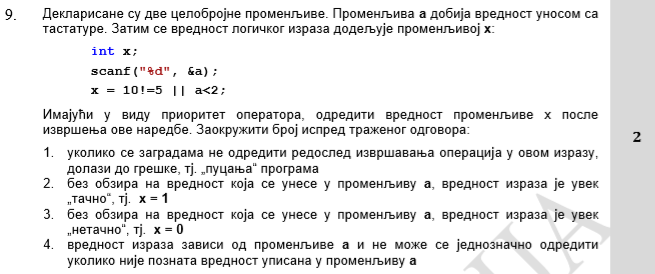 9. Декларисане су две целобројне променљиве. Променљива a добија вредност уносом са
тастатуре. Затим се вредност логичког израза додељује променљивој x:
int x;
scanf("%d", &a);
x = 10!=5 || a<2;
Имајући у виду приоритет оператора, одредити вредност променљиве x после
извршења ове наредбе. Заокружити број испред траженог одговора:
2
1. уколико се заградама не одредити редослед извршавања операција у овом изразу,
долази до грешке, тј. „пуцања“ програма
2. без обзира на вредност која се унесе у променљиву a, вредност израза је увек
„тачно“, тј. x = 1
3. без обзира на вредност која се унесе у променљиву a, вредност израза је увек
„нетачно“, тј. x = 0
4. вредност израза зависи од променљиве a и не може се једнозначно одредити
уколико није позната вредност уписана у променљиву a